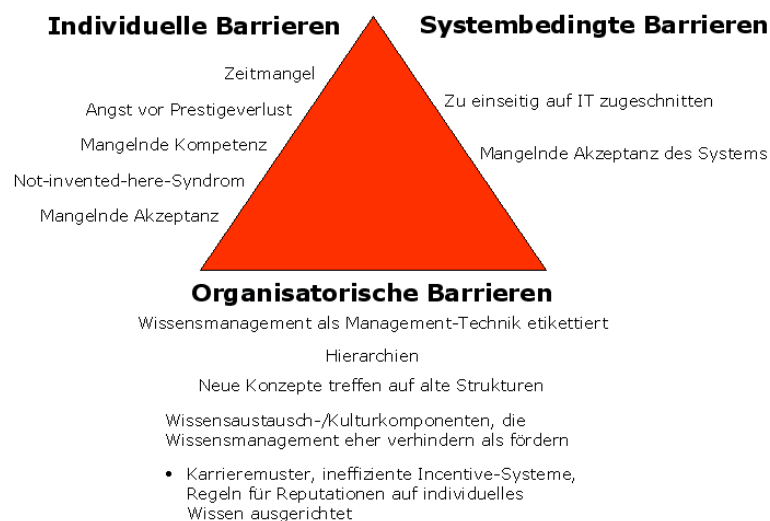 Individuelle Barrieren
Zeitmangel
Angst vor Prestigeverlust
Mangelnde Kompetenz
Not-invented-here-Syndrom
Mangelnde Akzeptanz
Systembedingte Barrieren
Zu einseitig auf IT zugeschnitten
Mangelnde Akzeptanz des Systems
Organisatorische Barrieren
Wissensmanagement als Management-Technik etikettiert
Hierarchien
Neue Konzepte treffen auf alte Strukturen
Wissensaustausch-/Kulturkomponenten, die
Wissensmanagement eher verhindern als fördern
• Karrieremuster, ineffiziente Incentive-Systeme,
Regeln für Reputationen auf individuelles
Wissen ausgerichtet